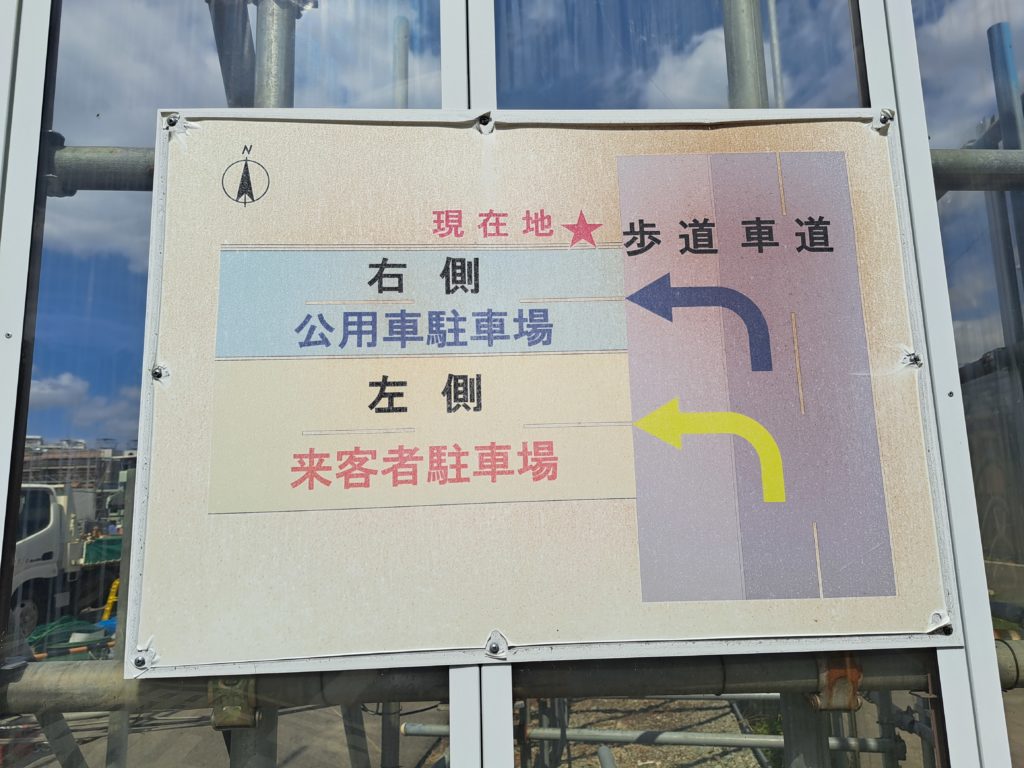 N
現在地
歩道 車道
右側
公用車駐車場
左側
来客者駐車場